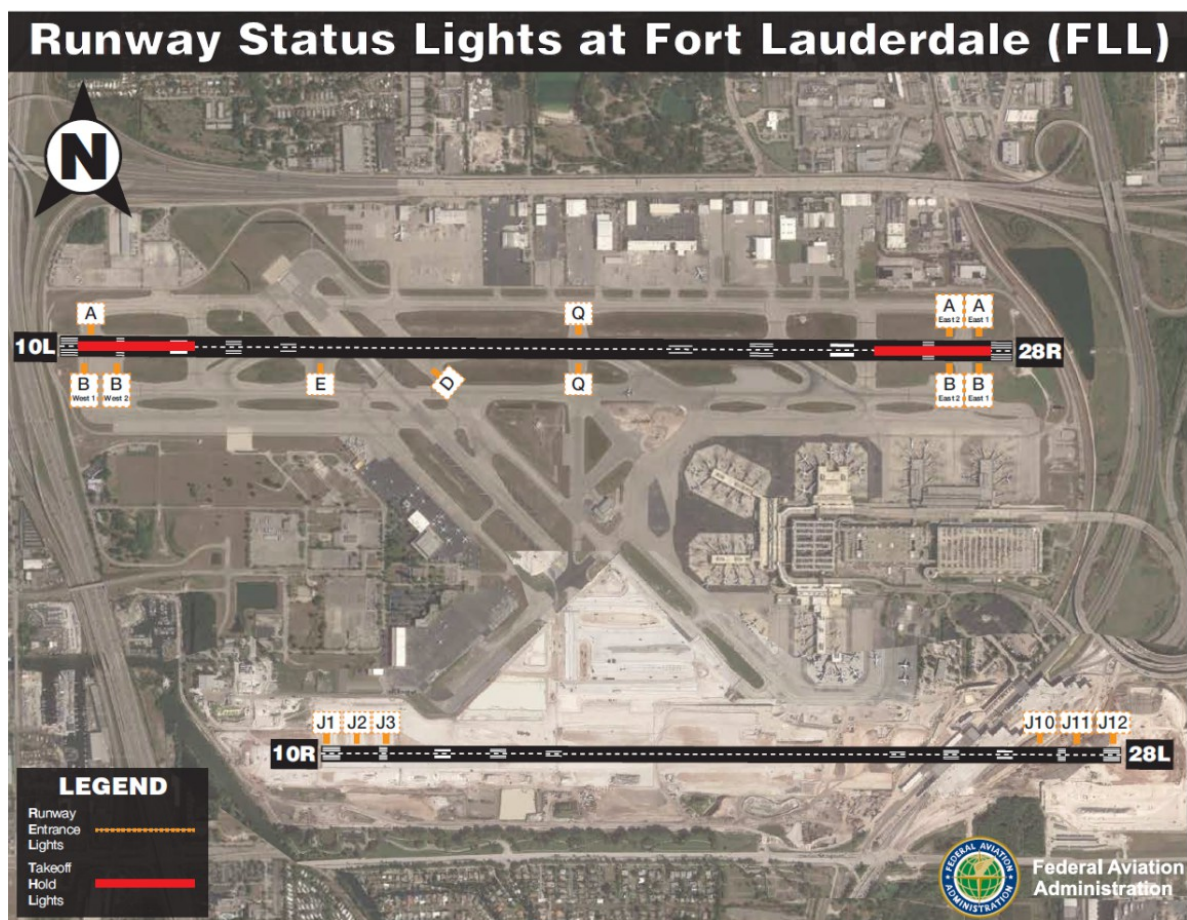 Runway Status Lights at Fort Lauderdale (FLL)
N
A
Q
A
East 2
A
East 1
10L
28R
B
West 1
B
West 2
E
D
Q
B
East 2
B
East 1
J1
J2
J3
J10
J11
J12
10R
28L
LEGEND
Runway
Entrance
Lights
Takeoff
Hold
Lights
FEDERAL AVIATION
ADMINISTRATION
Federal Aviation
Administration